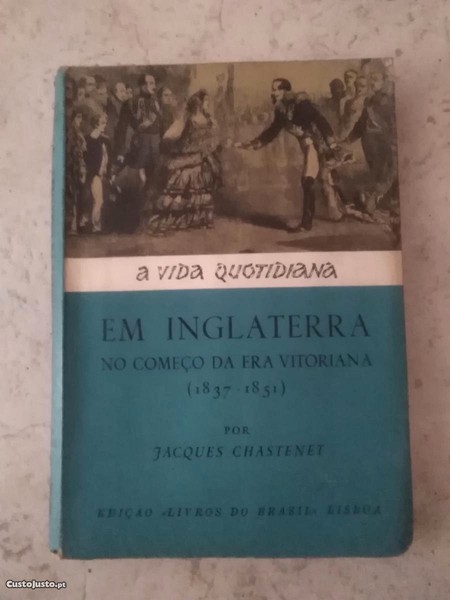 A VIDA QUOTIDIANA
EM INGLATERRA
NO COMEÇO DA ERA VITORIANA
(1837-1851)
POR
JACQUES CHASTENET
EDIÇÃO «LIVROS DO BRASIL» LISBOA
CustoJusto.pt